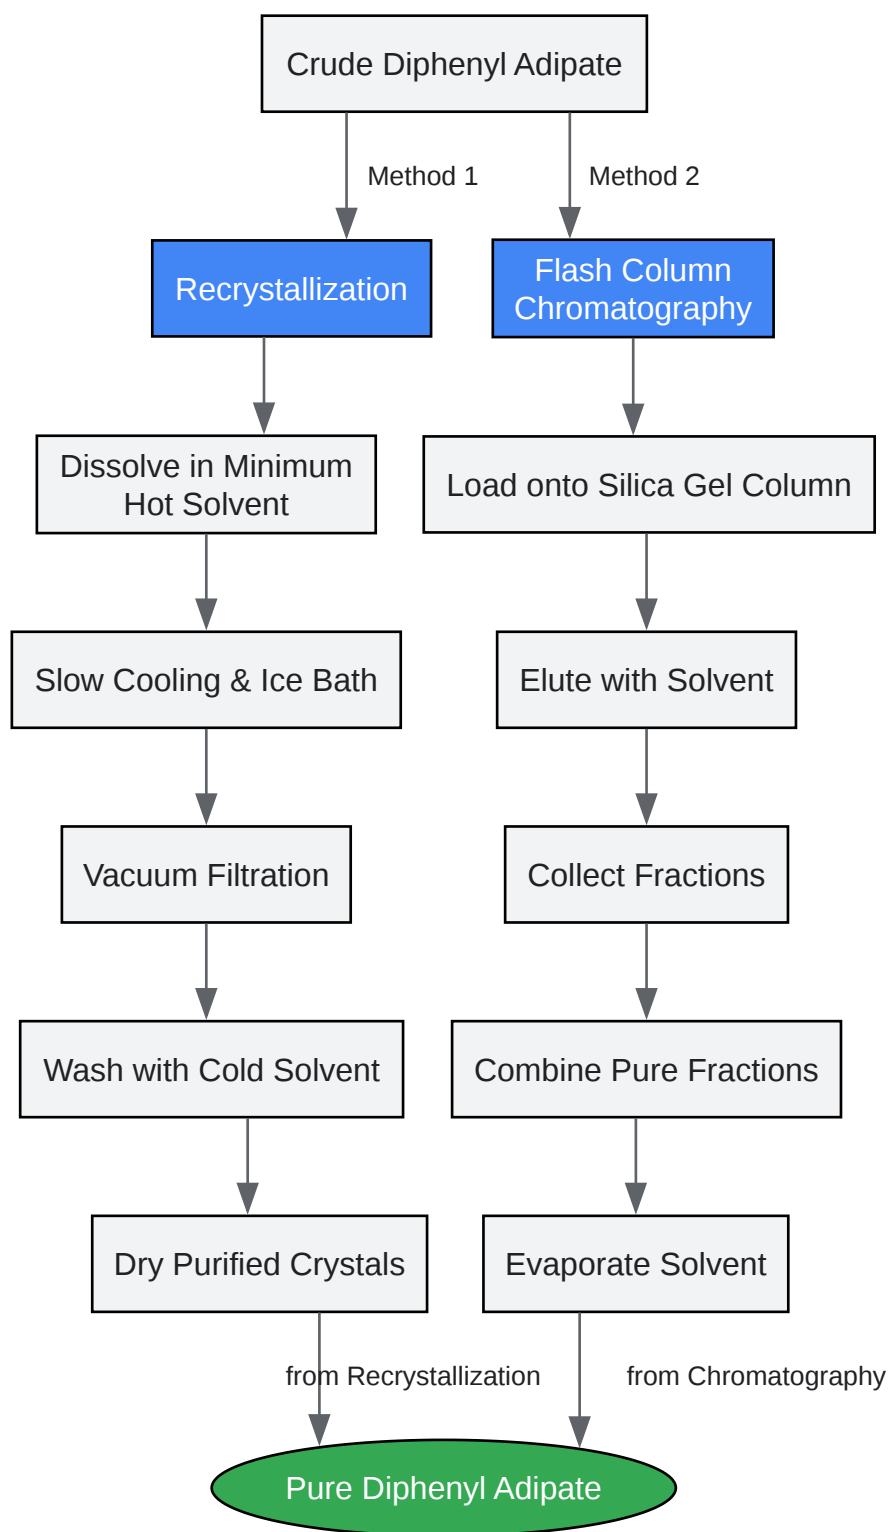 Crude Diphenyl Adipate
Method 1
Method 2
Recrystallization
Flash Column
Chromatography
Dissolve in Minimum
Hot Solvent
Load onto Silica Gel Column
Slow Cooling & Ice Bath
Elute with Solvent
Vacuum Filtration
Collect Fractions
Wash with Cold Solvent
Combine Pure Fractions
Dry Purified Crystals
Evaporate Solvent
from Recrystallization
from Chromatography
Pure Diphenyl Adipate